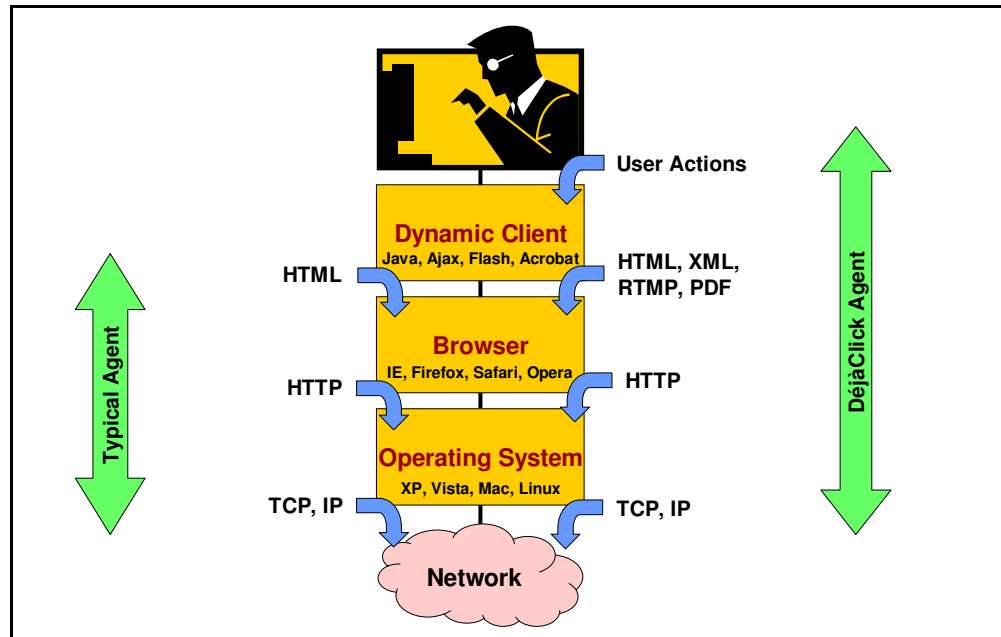 User Actions
Dynamic Client
Java, Ajax, Flash, Acrobat
HTML
HTML, XML,
RTMP, PDF
Browser
IE, Firefox, Safari, Opera
HTTP
HTTP
Operating System
XP, Vista, Mac, Linux
TCP, IP
TCP, IP
Network
Typical Agent
DéjàClick Agent